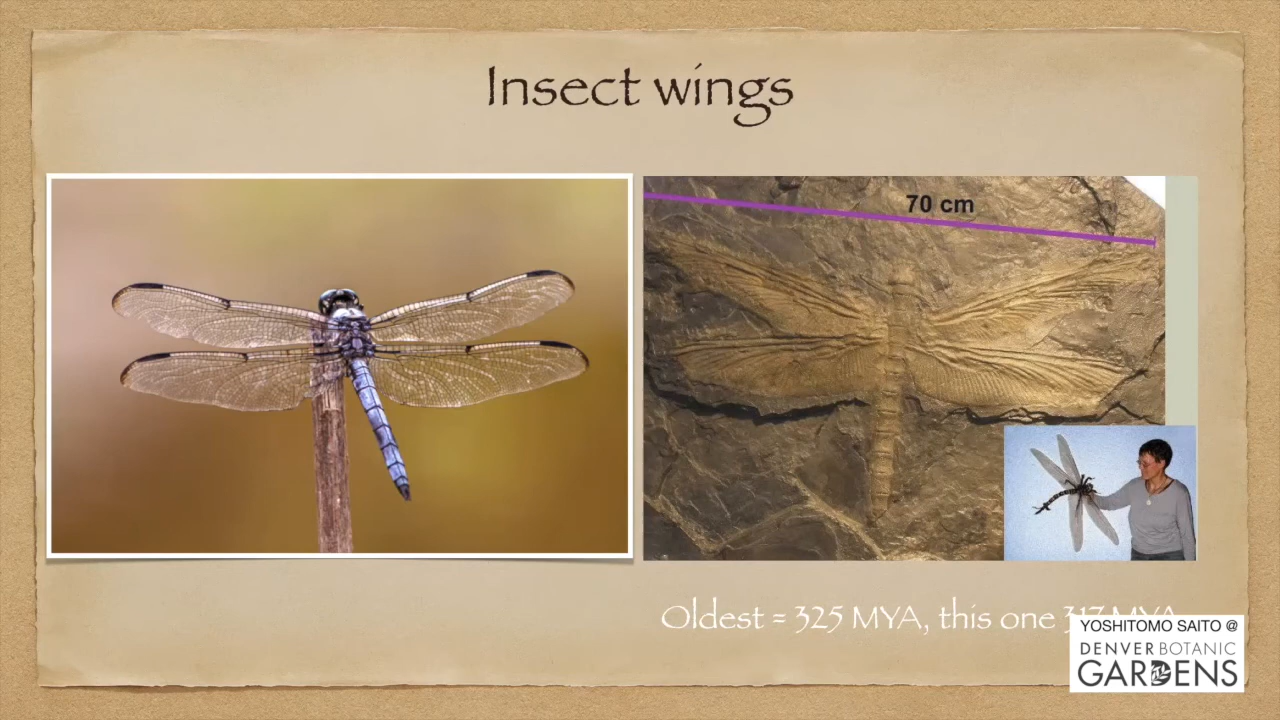 Insect wings
70 cm
Oldest = 325 MYA, this one
YOSHITOMO SAITO @
DENVER BOTANIC
GARDENS